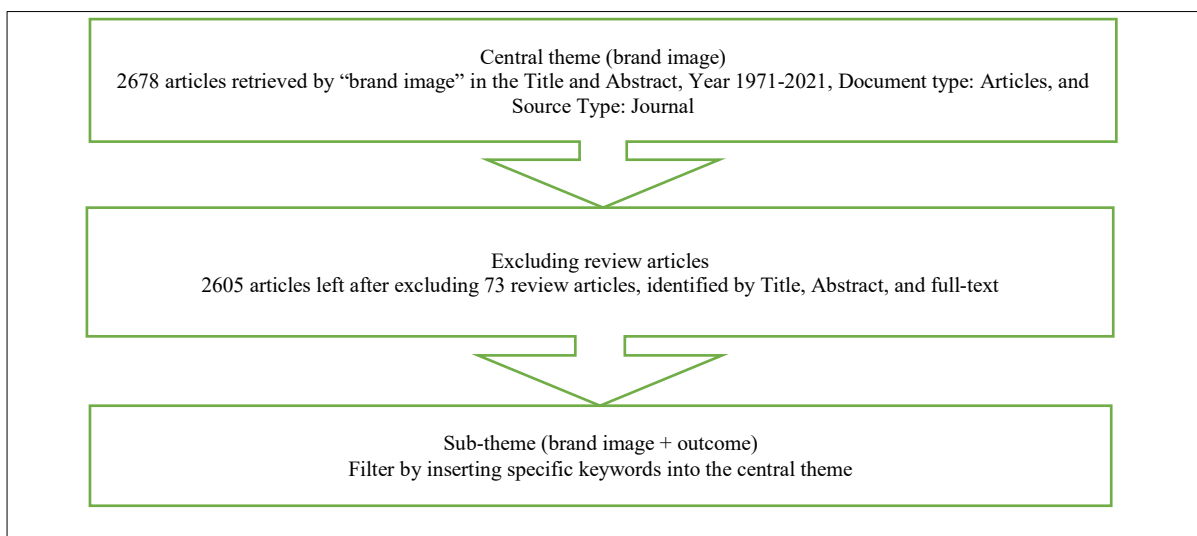 Central theme (brand image)
2678 articles retrieved by “brand image” in the Title and Abstract, Year 1971-2021, Document type: Articles, and
Source Type: Journal
Excluding review articles
2605 articles left after excluding 73 review articles, identified by Title, Abstract, and full-text
Sub-theme (brand image + outcome)
Filter by inserting specific keywords into the central theme